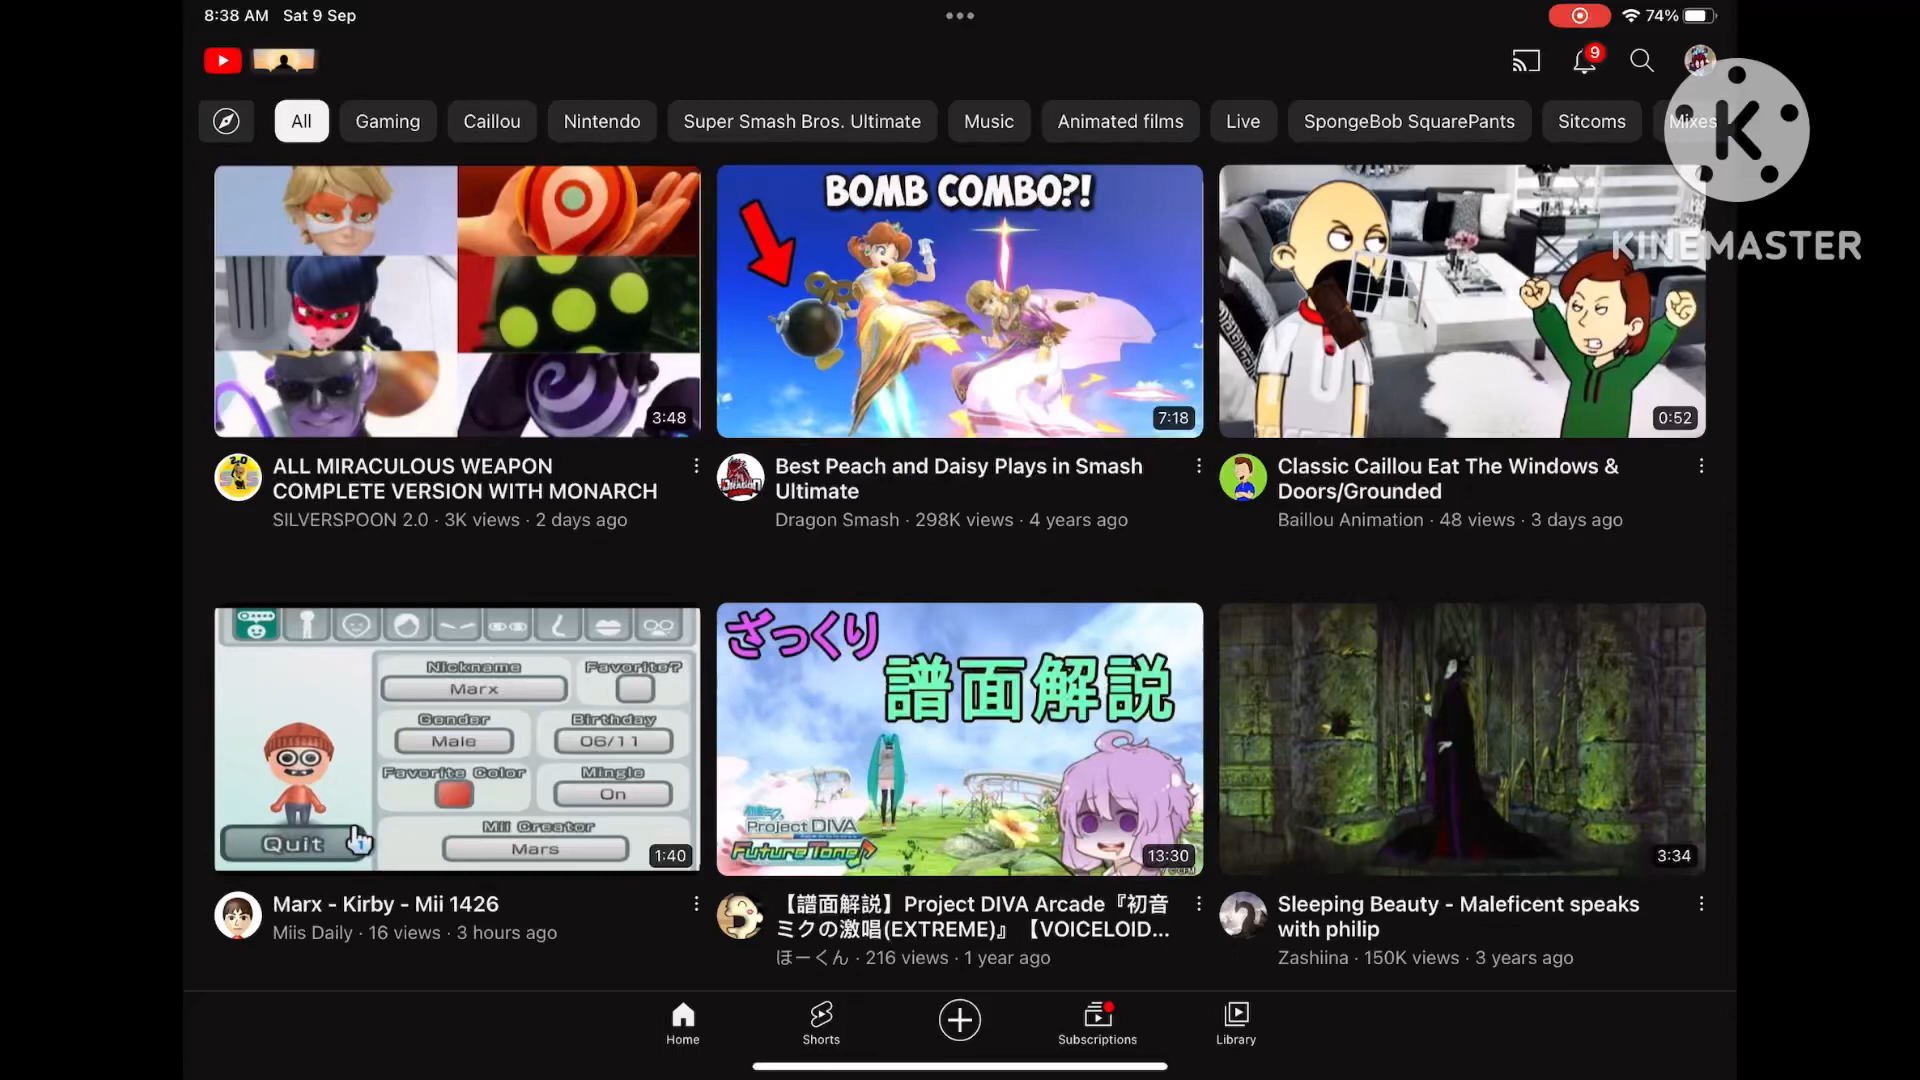 8:38 AM Sat 9 Sep
74%
9
All
Gaming
Caillou
Nintendo
Super Smash Bros. Ultimate
Music
Animated films
Live
SpongeBob SquarePants
Sitcoms
Mixes
K
KINEMASTER
3:48
BOMB COMBO?!
7:18
0:52
ALL MIRACULOUS WEAPON
COMPLETE VERSION WITH MONARCH
SILVERSPOON 2.0 · 3K views · 2 days ago
Best Peach and Daisy Plays in Smash
Ultimate
Dragon Smash · 298K views · 4 years ago
Classic Caillou Eat The Windows &
Doors/Grounded
Baillou Animation · 48 views · 3 days ago
Nickname
Favorite?
Marx
Gender
Birthday
Male
06/11
Favorite Color
Mingle
On
Mii Creator
Mars
Quit
1
1:40
ざっくり
譜面解説
初音ミク
Project DIVA
Future Tone
13:30
3:34
Marx - Kirby - Mii 1426
Miis Daily · 16 views · 3 hours ago
【譜面解説】Project DIVA Arcade『初音
ミクの激唱(EXTREME)』【VOICELOID...
ほーくん · 216 views · 1 year ago
Sleeping Beauty - Maleficent speaks
with philip
Zashiina · 150K views · 3 years ago
Home
Shorts
Subscriptions
Library